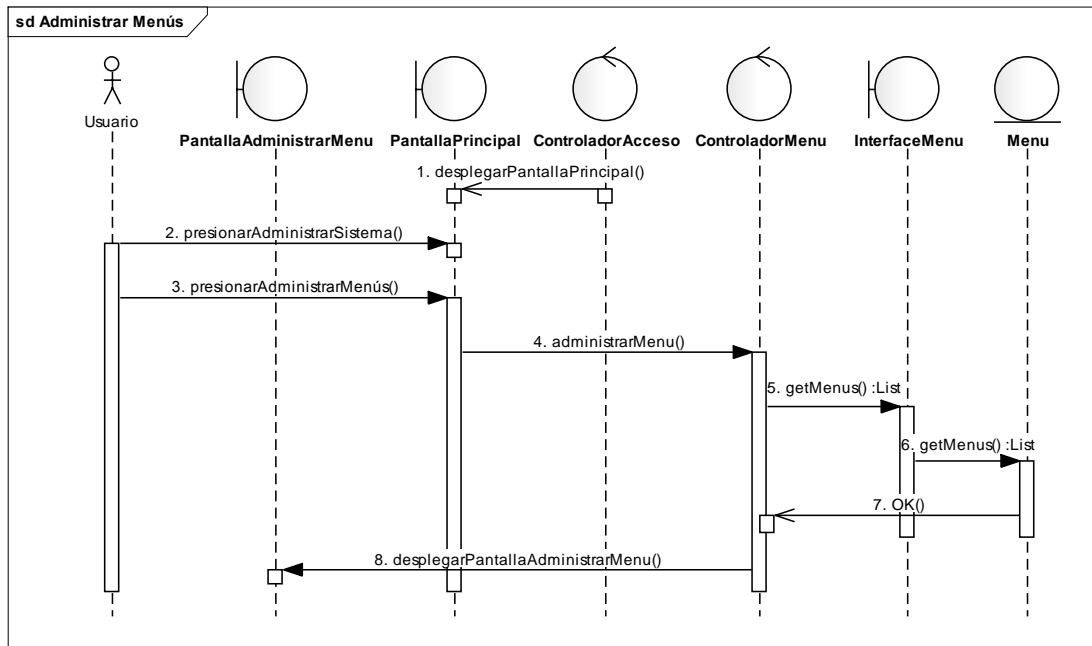 sd Administrar Menús
Usuario
PantallaAdministrarMenu
PantallaPrincipal
ControladorAcceso
ControladorMenu
InterfaceMenu
Menu
1. desplegarPantallaPrincipal()
2. presionarAdministrarSistema()
3. presionarAdministrarMenús()
4. administrarMenu()
5. getMenus() :List
6. getMenus() :List
7. OK()
8. desplegarPantallaAdministrarMenu()